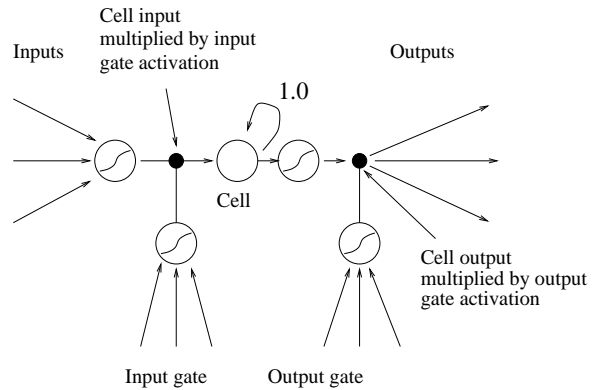 Cell input
multiplied by input
gate activation
Inputs
Outputs
1.0
Cell
Cell output
multiplied by output
gate activation
Input gate
Output gate